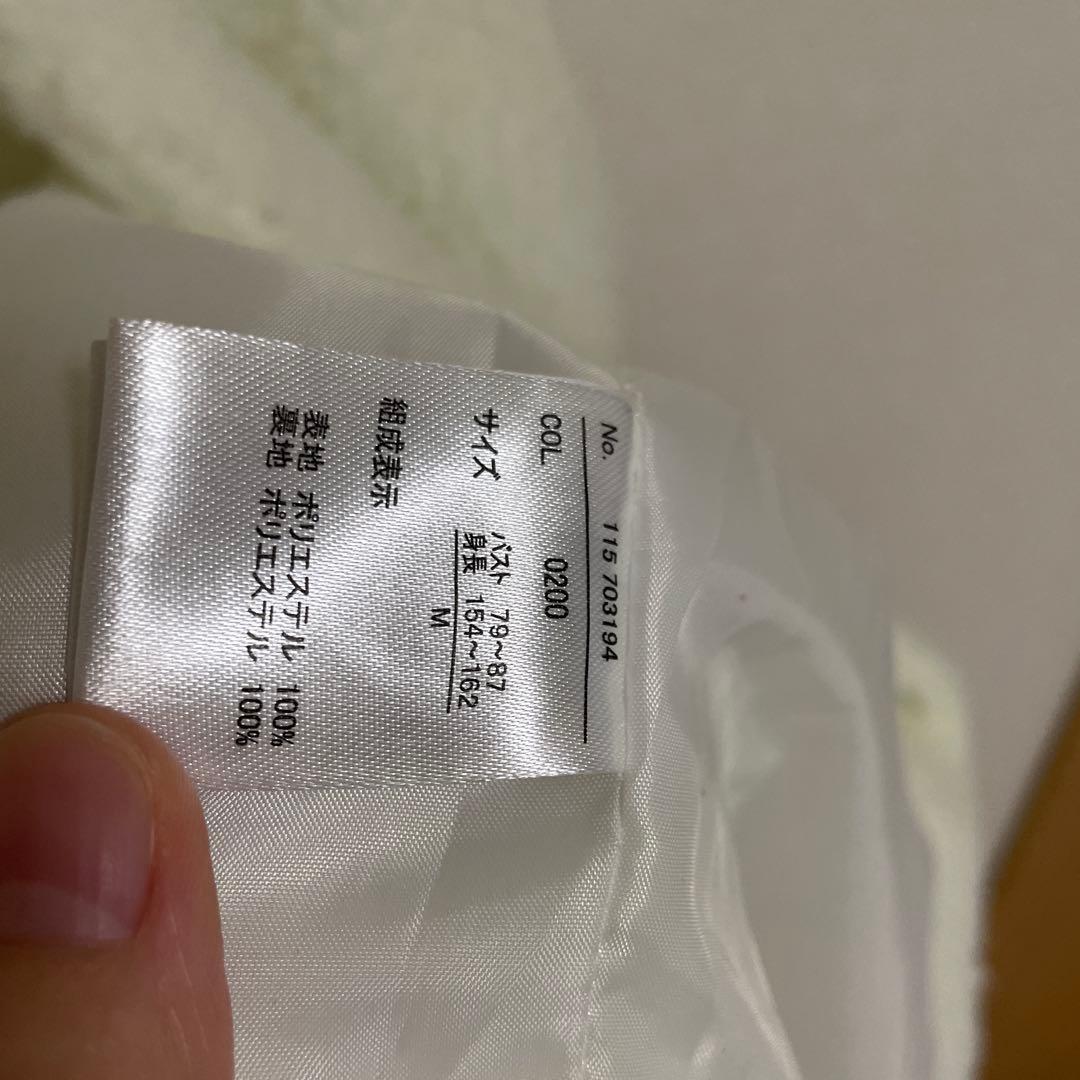 No. 115 703194
COL 0200
サイズ バスト 79~87
身長 154~162
M
組成表示
表地 ポリエステル 100%
裏地 ポリエステル 100%